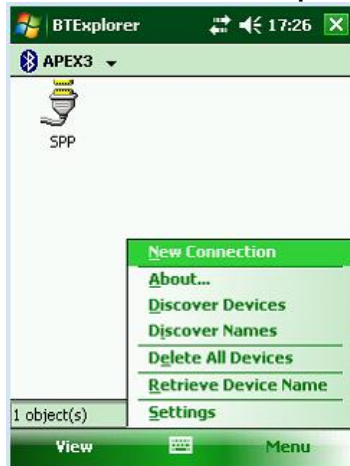 BTExplorer 17:26
APEX3
SPP
New Connection
About...
Discover Devices
Discover Names
Delete All Devices
Retrieve Device Name
1 object(s) Settings
View Menu